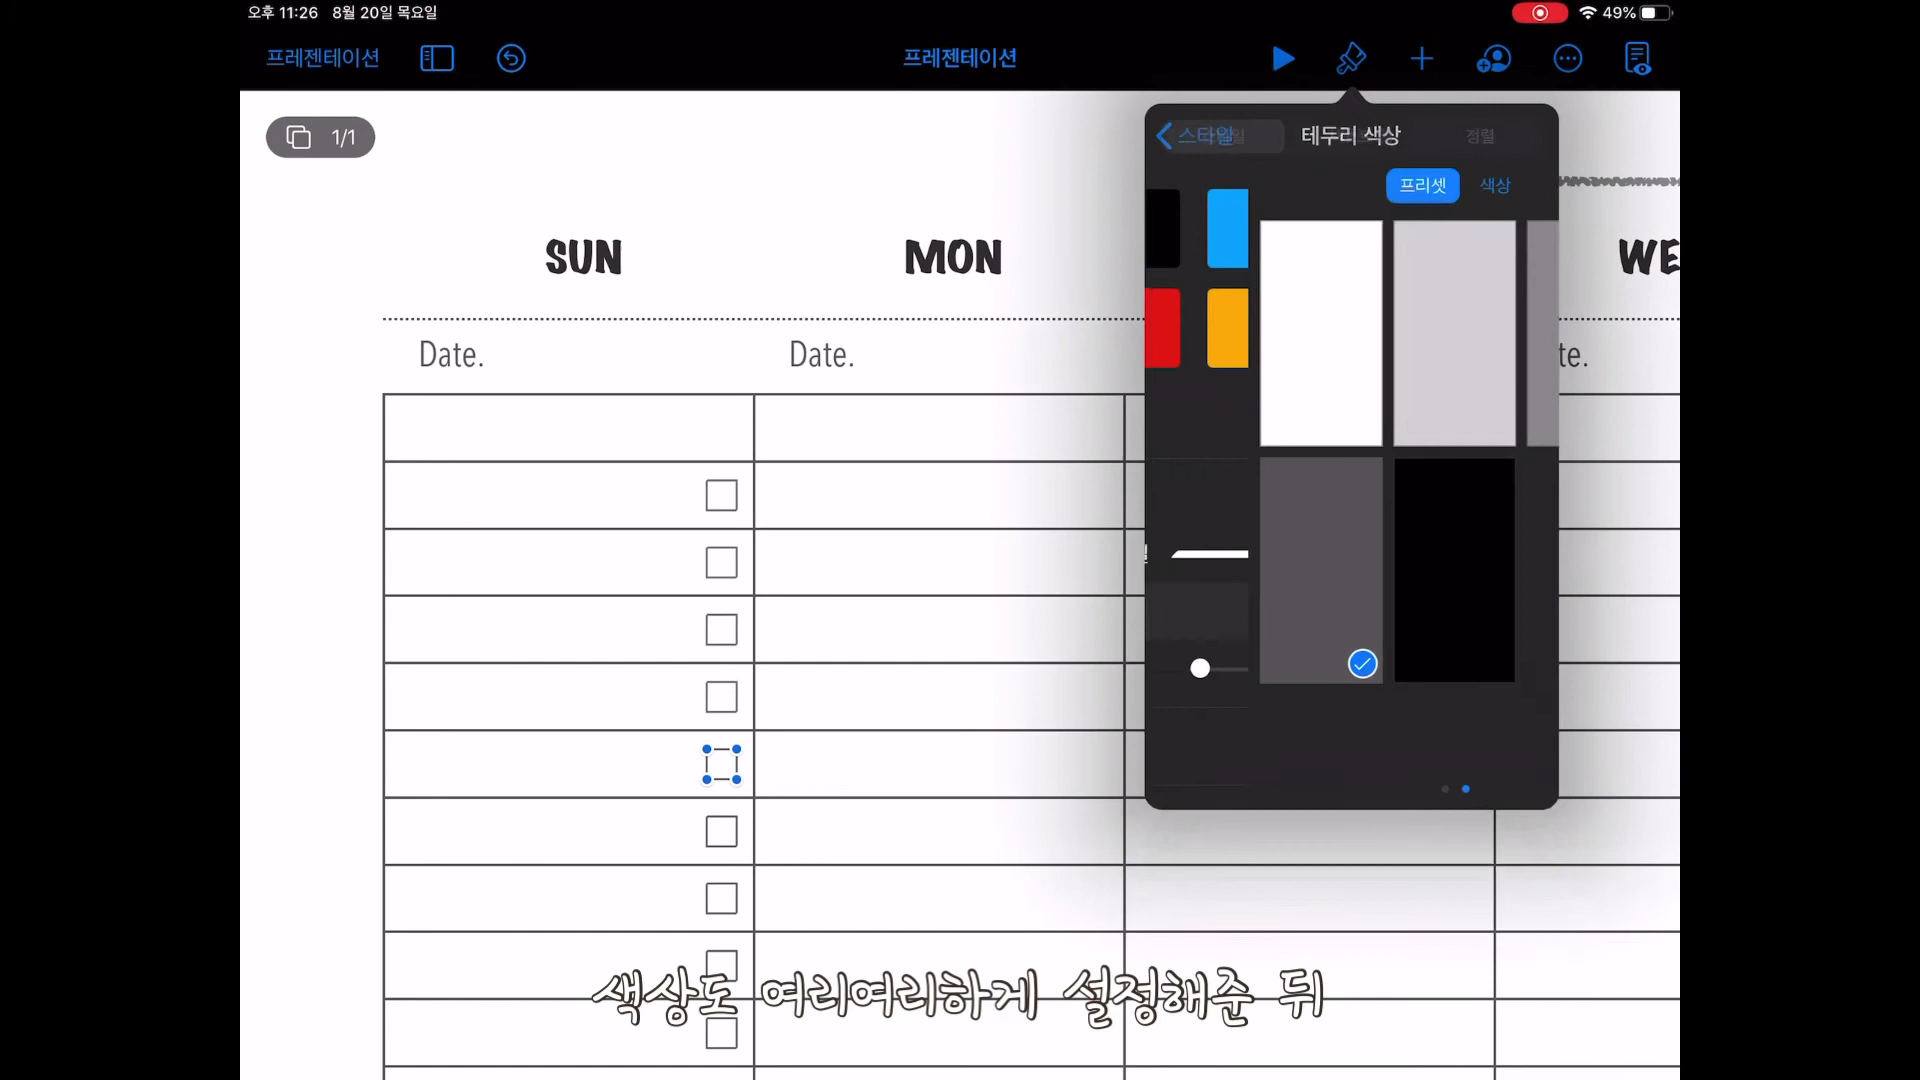 오후 11:26 8월 20일 목요일 49%
프레젠테이션 프레젠테이션
1/1
스타일 테두리 색상 정렬
프리셋 색상
SUN MON WE
Date. Date. te.
색상도 여리여리하게 설정해준 뒤